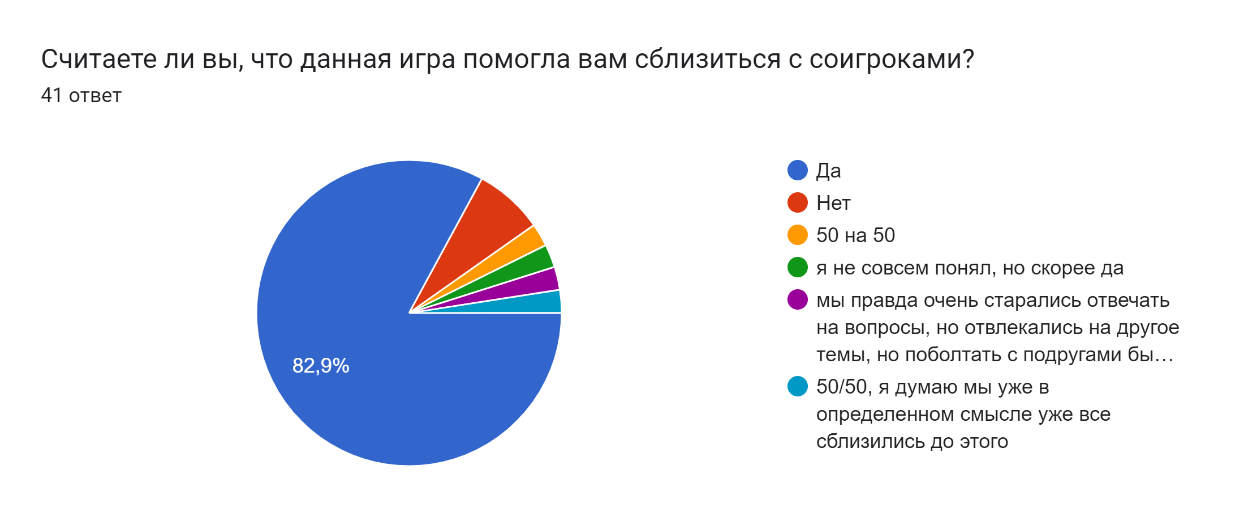 Считаете ли вы, что данная игра помогла вам сблизиться с соигроками?
41 ответ
82,9%
Да
Нет
50 на 50
я не совсем понял, но скорее да
мы правда очень старались отвечать
на вопросы, но отвлекались на другое
темы, но поболтать с подругами бы…
50/50, я думаю мы уже в
определенном смысле уже все
сблизились до этого